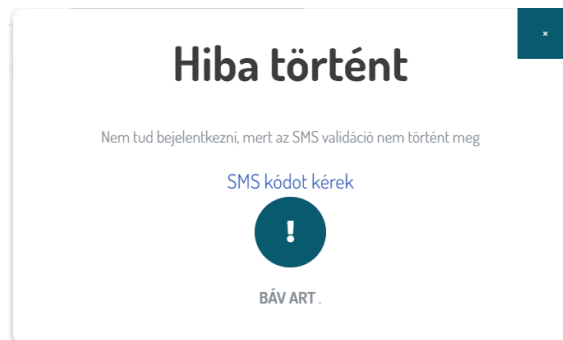 ×
Hiba történt
Nem tud bejelentkezni, mert az SMS validáció nem történt meg
SMS kódot kérek
!
BÁV ART .